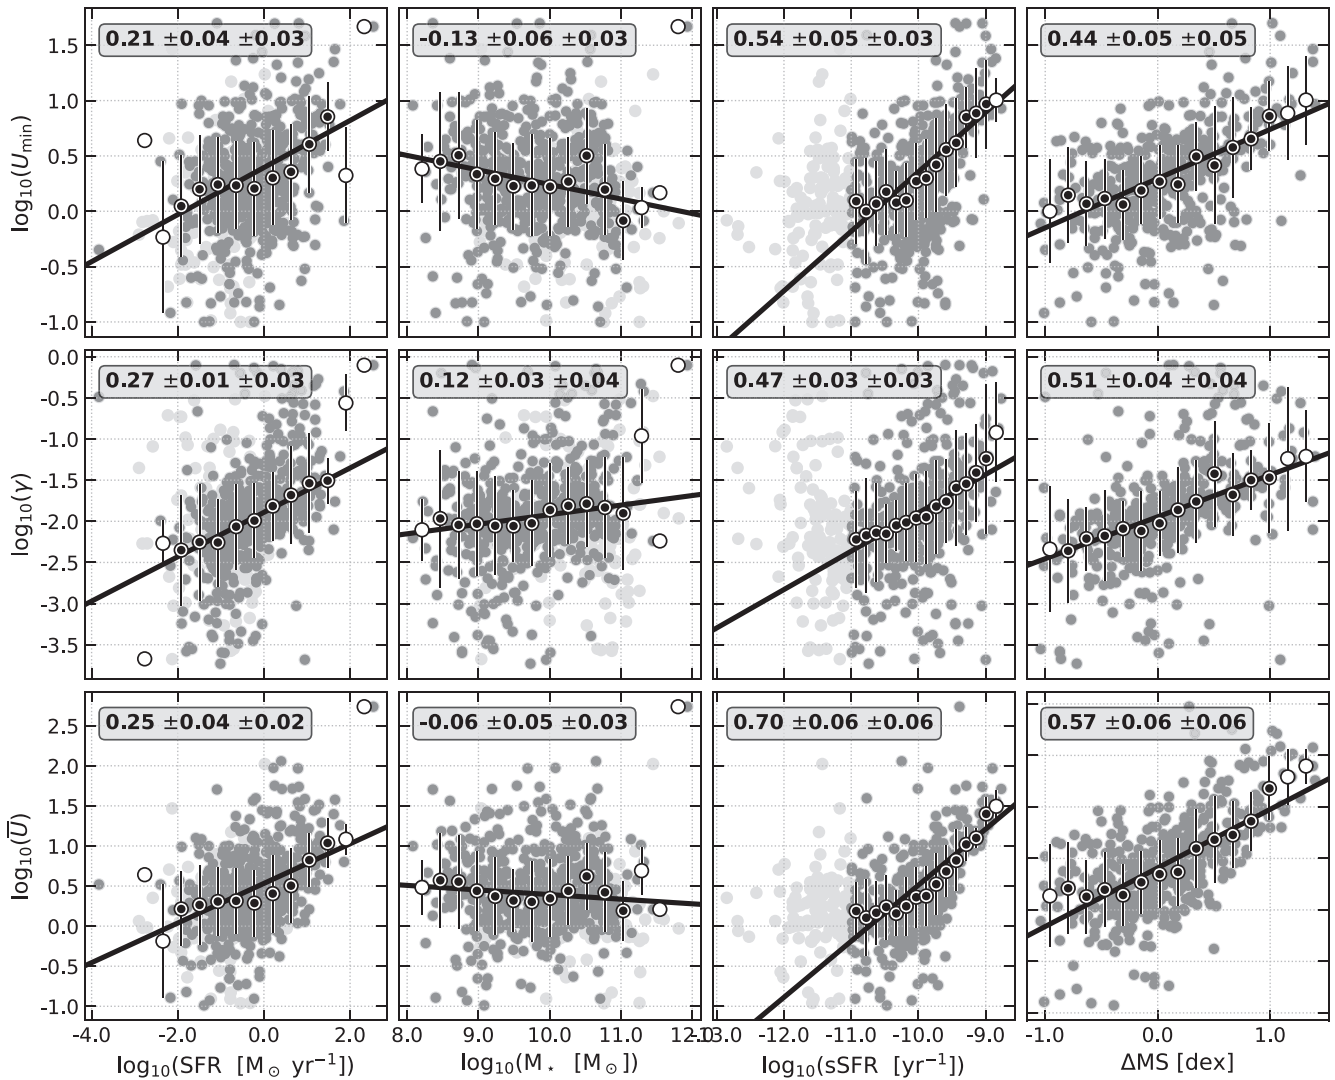 0.21 ±0.04 ±0.03
-0.13 ±0.06 ±0.03
0.54 ±0.05 ±0.03
0.44 ±0.05 ±0.05
log₁₀(U_min)
1.5
1.0
0.5
0.0
-0.5
-1.0
0.27 ±0.01 ±0.03
0.12 ±0.03 ±0.04
0.47 ±0.03 ±0.03
0.51 ±0.04 ±0.04
log₁₀(γ)
0.0
-0.5
-1.0
-1.5
-2.0
-2.5
-3.0
-3.5
0.25 ±0.04 ±0.02
-0.06 ±0.05 ±0.03
0.70 ±0.06 ±0.06
0.57 ±0.06 ±0.06
log₁₀(U̅)
2.5
2.0
1.5
1.0
0.5
0.0
-0.5
-1.0
-4.0 -2.0 0.0 2.0
8.0 9.0 10.0 11.0 12.0
-13.0 -12.0 -11.0 -10.0 -9.0
-1.0 0.0 1.0
log₁₀(SFR [M⊙ yr⁻¹])
log₁₀(M⋆ [M⊙])
log₁₀(sSFR [yr⁻¹])
ΔMS [dex]